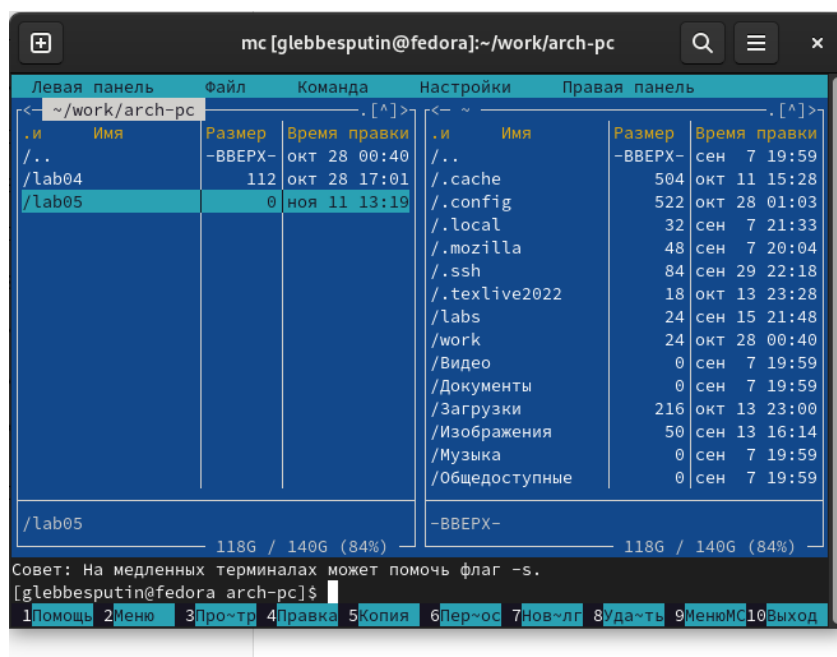 mc [glebbesputin@fedora]:~/work/arch-pc
Левая панель Файл Команда Настройки Правая панель
<— ~/work/arch-pc .[^]> <— ~ .[^]>
.и Имя Размер Время правки .и Имя Размер Время правки
/.. -ВВЕРХ- окт 28 00:40 /.. -ВВЕРХ- сен 7 19:59
/lab04 112 окт 28 17:01 /.cache 504 окт 11 15:28
/lab05 0 ноя 11 13:19 /.config 522 окт 28 01:03
/.local 32 сен 7 21:33
/.mozilla 48 сен 7 20:04
/.ssh 84 сен 29 22:18
/.texlive2022 18 окт 13 23:28
/labs 24 сен 15 21:48
/work 24 окт 28 00:40
/Видео 0 сен 7 19:59
/Документы 0 сен 7 19:59
/Загрузки 216 окт 13 23:00
/Изображения 50 сен 13 16:14
/Музыка 0 сен 7 19:59
/Общедоступные 0 сен 7 19:59
/lab05 -ВВЕРХ-
118G / 140G (84%) 118G / 140G (84%)
Совет: На медленных терминалах может помочь флаг -s.
[glebbesputin@fedora arch-pc]$
1Помощь 2Меню 3Про~тр 4Правка 5Копия 6Пер~ос 7Нов~лг 8Уда~ть 9МенюMC 10Выход